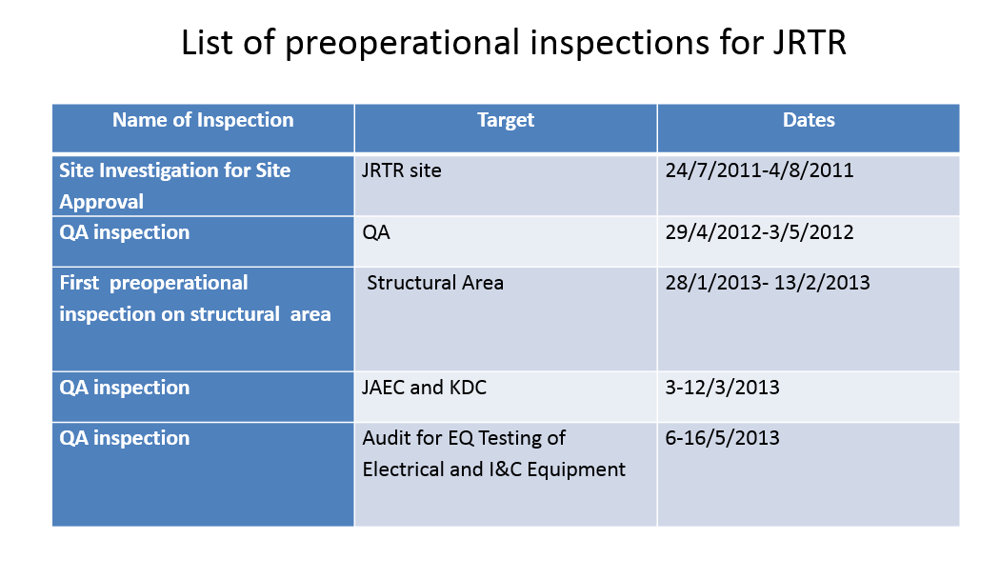 List of preoperational inspections for JRTR
Name of Inspection
Target
Dates
Site Investigation for Site
Approval
JRTR site
24/7/2011-4/8/2011
QA inspection
QA
29/4/2012-3/5/2012
First preoperational
inspection on structural area
Structural Area
28/1/2013- 13/2/2013
QA inspection
JAEC and KDC
3-12/3/2013
QA inspection
Audit for EQ Testing of
Electrical and I&C Equipment
6-16/5/2013